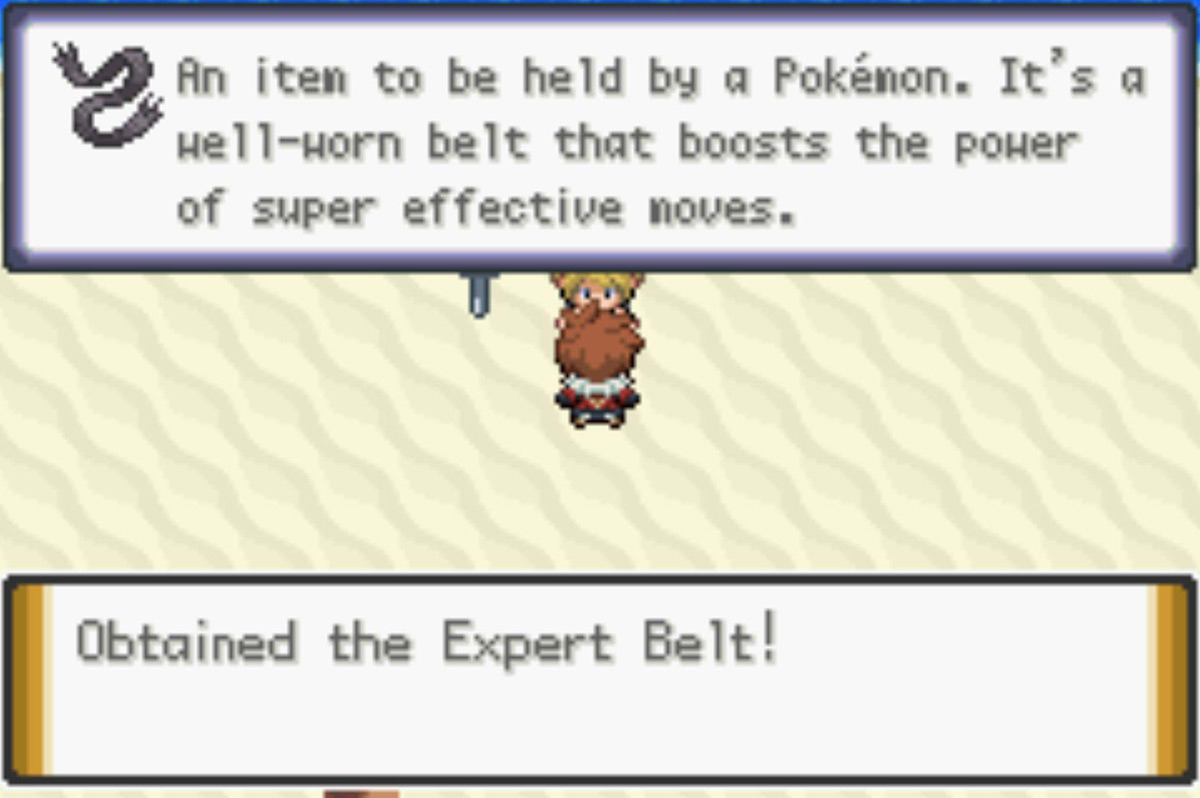 An item to be held by a Pokémon. It's a
well-worn belt that boosts the power
of super effective moves.
Obtained the Expert Belt!